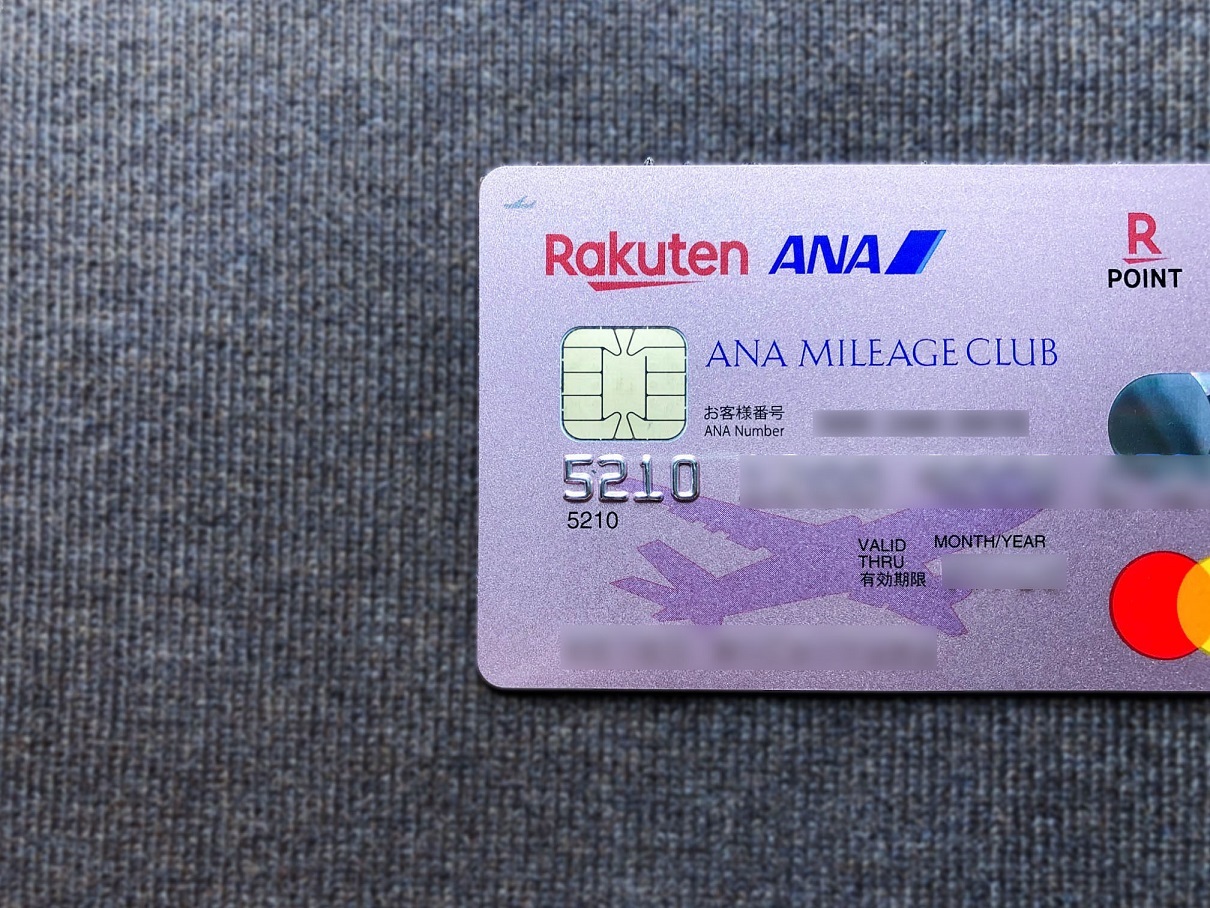 Rakuten ANA
R
POINT
ANA MILEAGE CLUB
お客様番号
ANA Number
5210
5210
VALID
THRU
MONTH/YEAR
有効期限